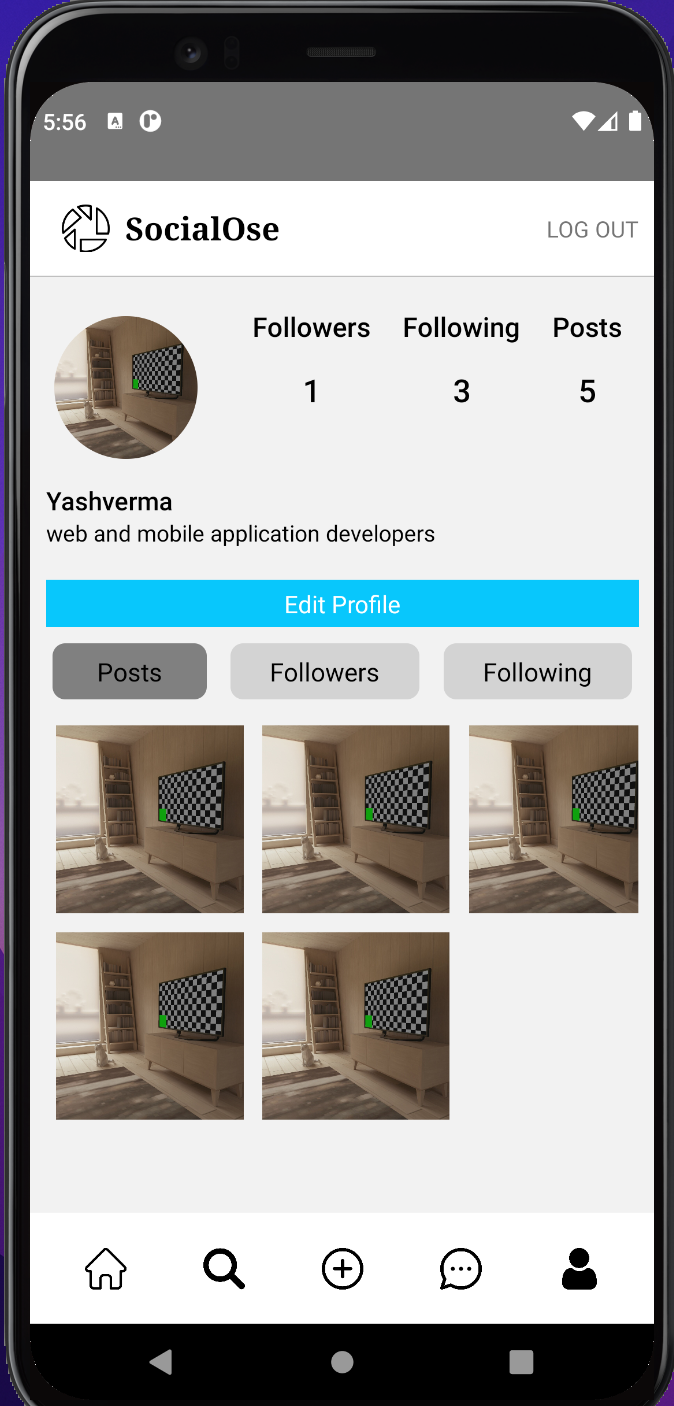 5:56
SocialOse
LOG OUT
Followers Following Posts
1 3 5
Yashverma
web and mobile application developers
Edit Profile
Posts Followers Following